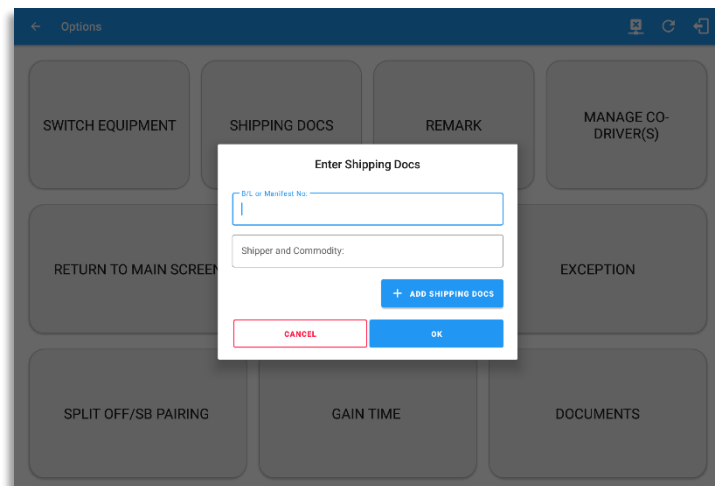 Options
SWITCH EQUIPMENT
SHIPPING DOCS
REMARK
MANAGE CO-
DRIVER(S)
Enter Shipping Docs
B/L or Manifest No:
Shipper and Commodity:
+ ADD SHIPPING DOCS
CANCEL
OK
RETURN TO MAIN SCREEN
EXCEPTION
SPLIT OFF/SB PAIRING
GAIN TIME
DOCUMENTS